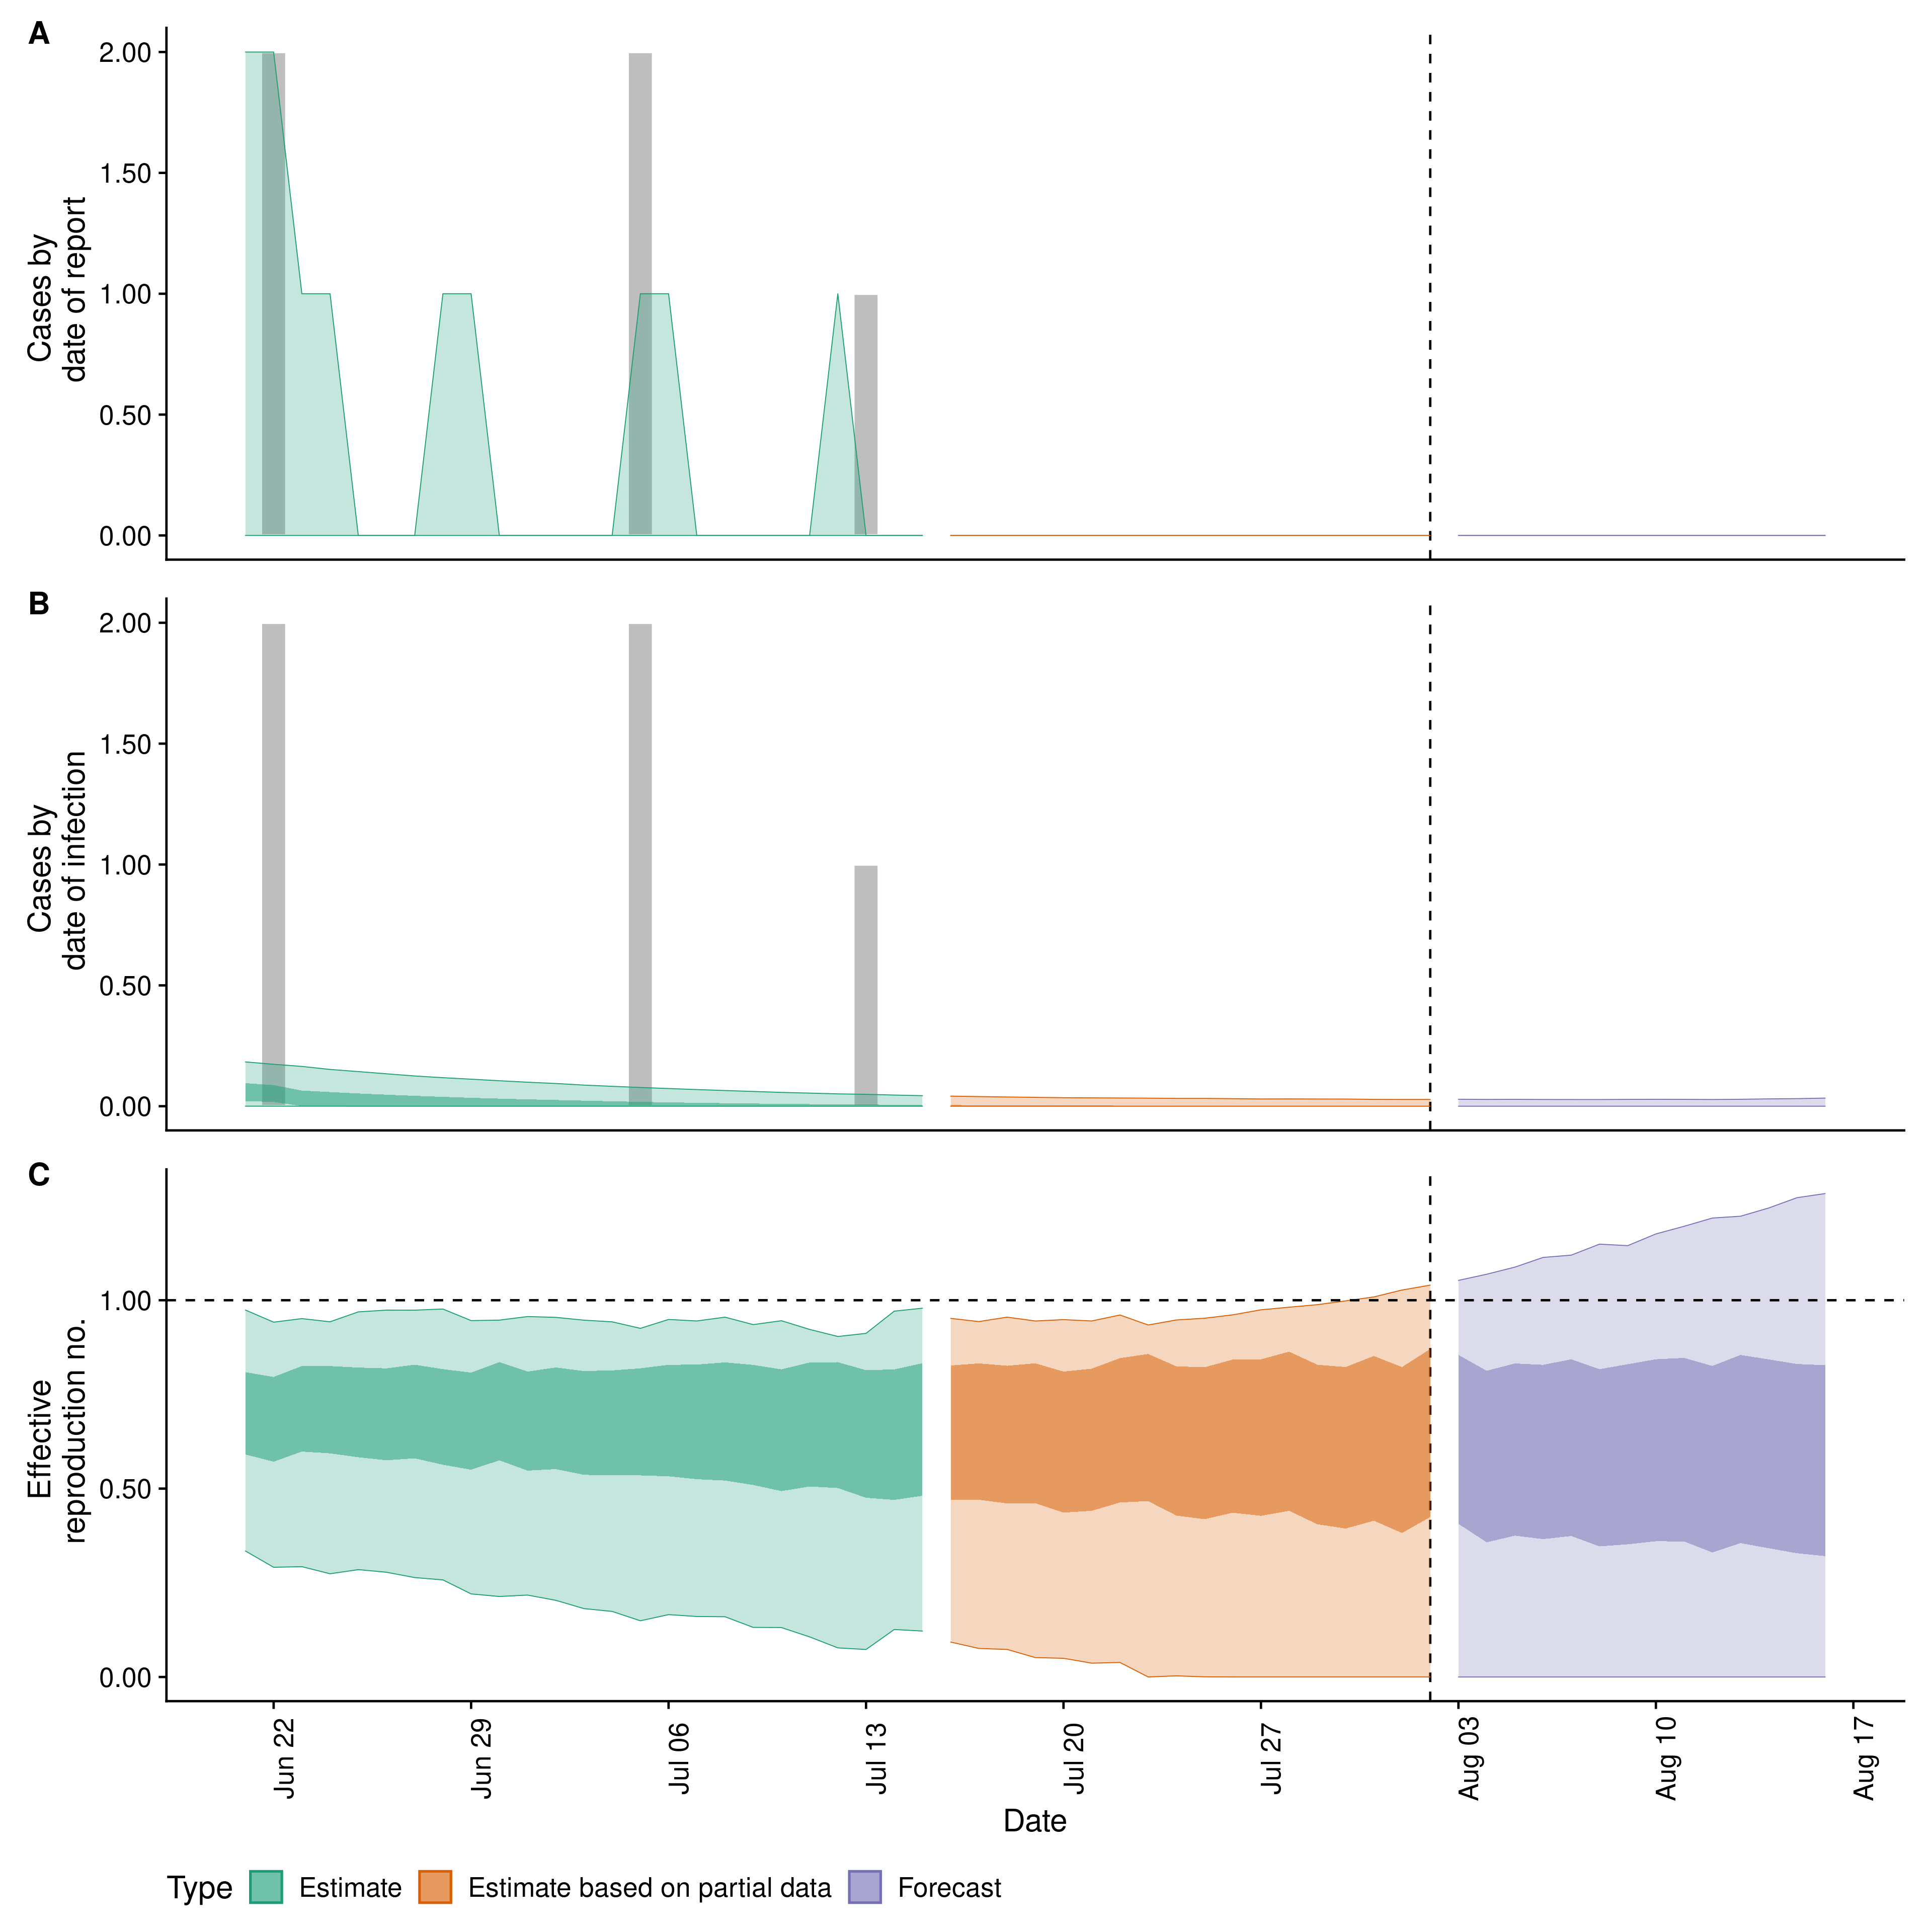 A
2.00
1.50
1.00
0.50
0.00
Cases by
date of report
B
2.00
1.50
1.00
0.50
0.00
Cases by
date of infection
C
1.00
0.50
0.00
Effective
reproduction no.
Jun 22
Jun 29
Jul 06
Jul 13
Jul 20
Jul 27
Aug 03
Aug 10
Aug 17
Date
Type Estimate Estimate based on partial data Forecast